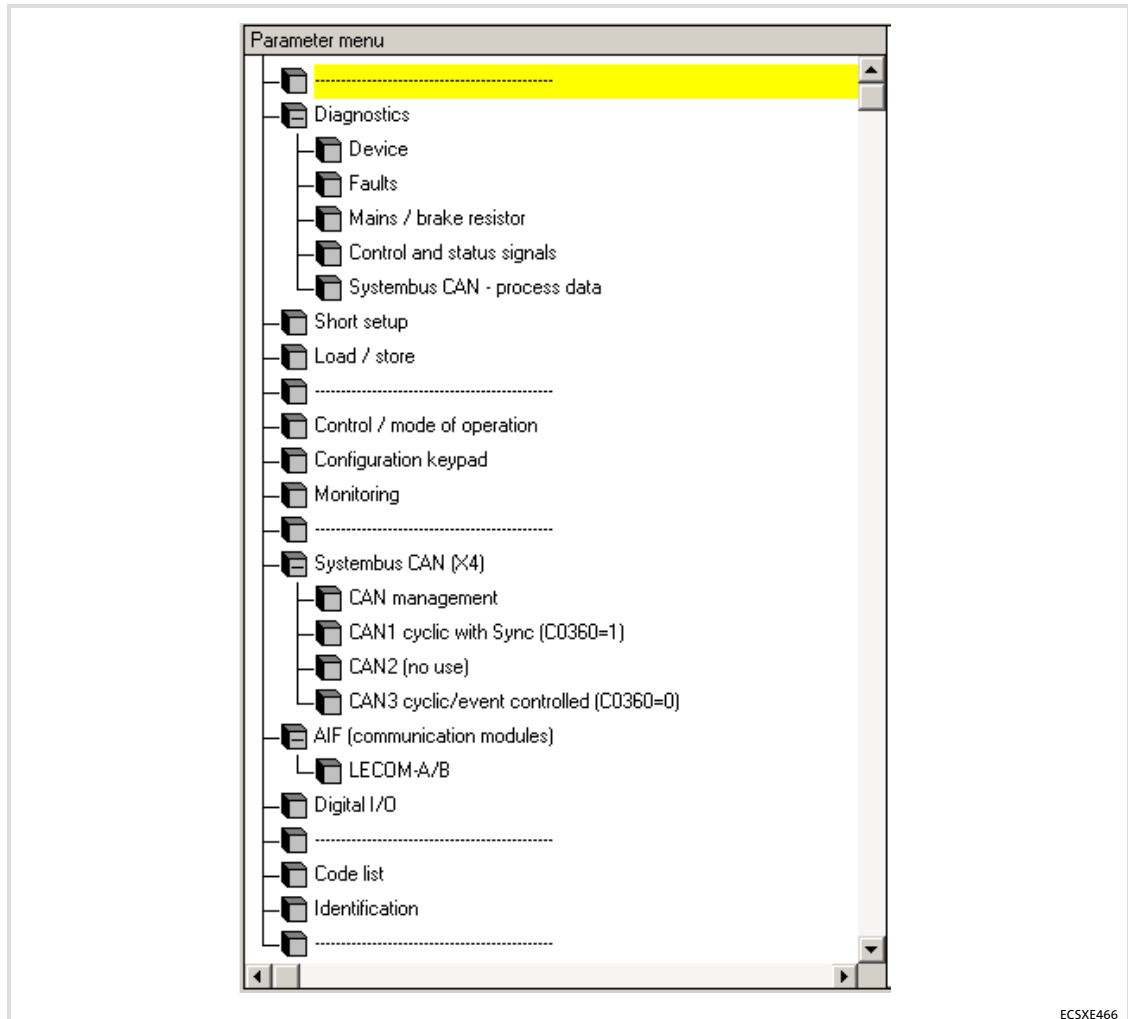 Parameter menu
-------------------------------------------
Diagnostics
Device
Faults
Mains / brake resistor
Control and status signals
Systembus CAN - process data
Short setup
Load / store
-------------------------------------------
Control / mode of operation
Configuration keypad
Monitoring
-------------------------------------------
Systembus CAN (X4)
CAN management
CAN1 cyclic with Sync (C0360=1)
CAN2 (no use)
CAN3 cyclic/event controlled (C0360=0)
AIF (communication modules)
LECOM-A/B
Digital I/O
-------------------------------------------
Code list
Identification
-------------------------------------------
ECSXE466